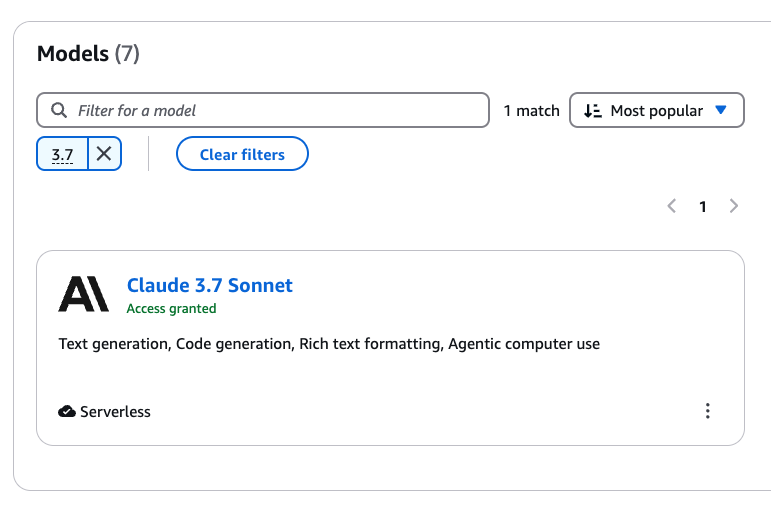 Models (7)
Filter for a model
1 match
Most popular
3.7
Clear filters
1
Claude 3.7 Sonnet
Access granted
Text generation, Code generation, Rich text formatting, Agentic computer use
Serverless